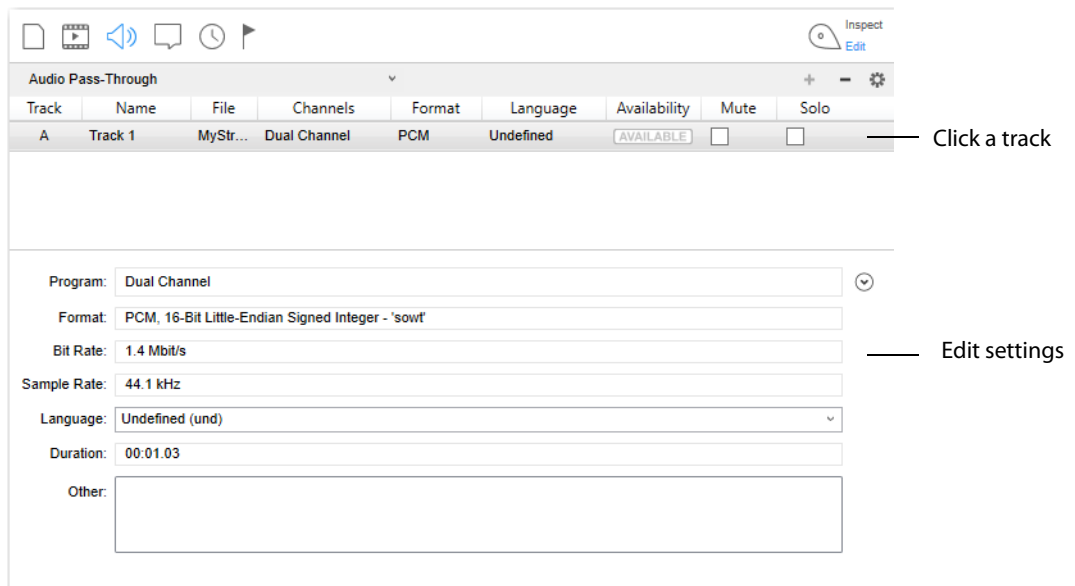 Inspect
Edit
Audio Pass-Through
Track Name File Channels Format Language Availability Mute Solo
A Track 1 MyStr... Dual Channel PCM Undefined AVAILABLE
Click a track
Program: Dual Channel
Format: PCM, 16-Bit Little-Endian Signed Integer - 'sowt'
Bit Rate: 1.4 Mbit/s
Edit settings
Sample Rate: 44.1 kHz
Language: Undefined (und)
Duration: 00:01.03
Other: